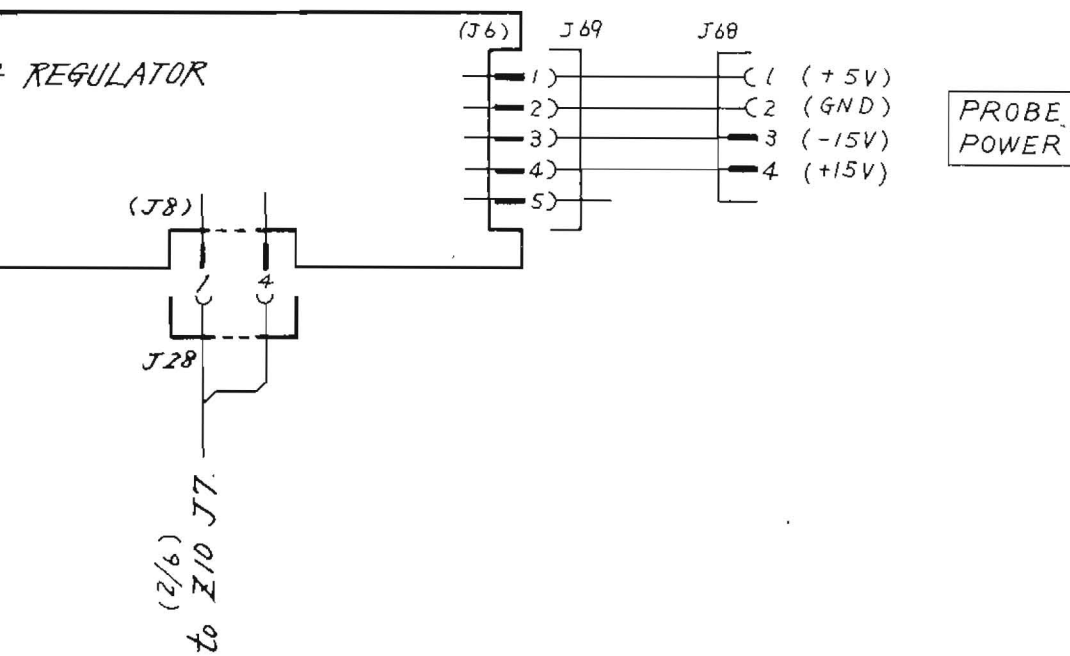 REGULATOR
(J6)
J69
J68
1
2
3
4
5
1 (+5V)
2 (GND)
3 (-15V)
4 (+15V)
PROBE
POWER
(J8)
1
4
J28
(2/6)
to Z10 J7.